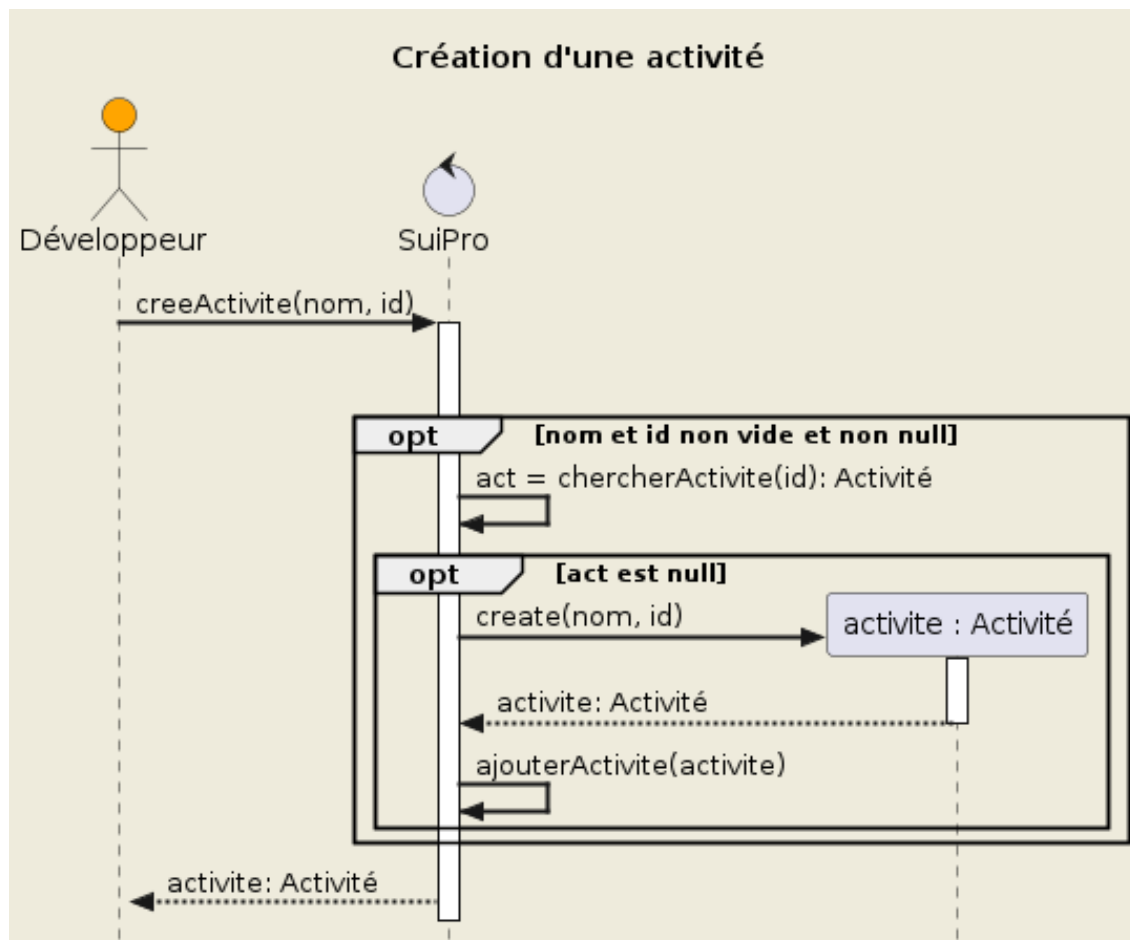 Création d'une activité
Développeur
SuiPro
creeActivite(nom, id)
opt [nom et id non vide et non null]
act = chercherActivite(id): Activité
opt [act est null]
create(nom, id)
activite : Activité
activite: Activité
ajouterActivite(activite)
activite: Activité